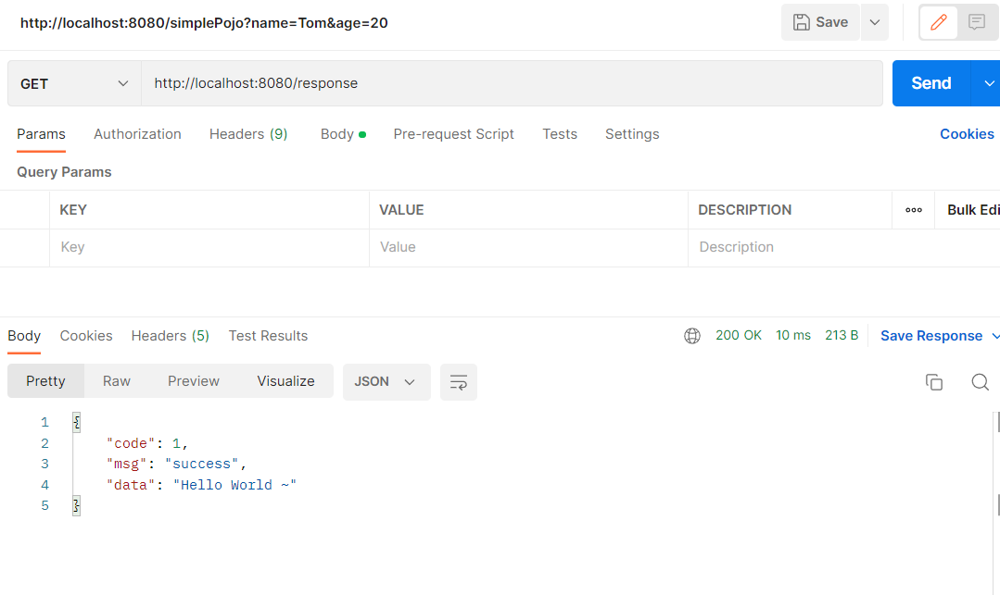 http://localhost:8080/simplePojo?name=Tom&age=20 Save
GET http://localhost:8080/response Send
Params Authorization Headers (9) Body Pre-request Script Tests Settings Cookies
Query Params
KEY VALUE DESCRIPTION Bulk Edi
Key Value Description
Body Cookies Headers (5) Test Results 200 OK 10 ms 213 B Save Response
Pretty Raw Preview Visualize JSON
1 {
2 "code": 1,
3 "msg": "success",
4 "data": "Hello World ~"
5 }